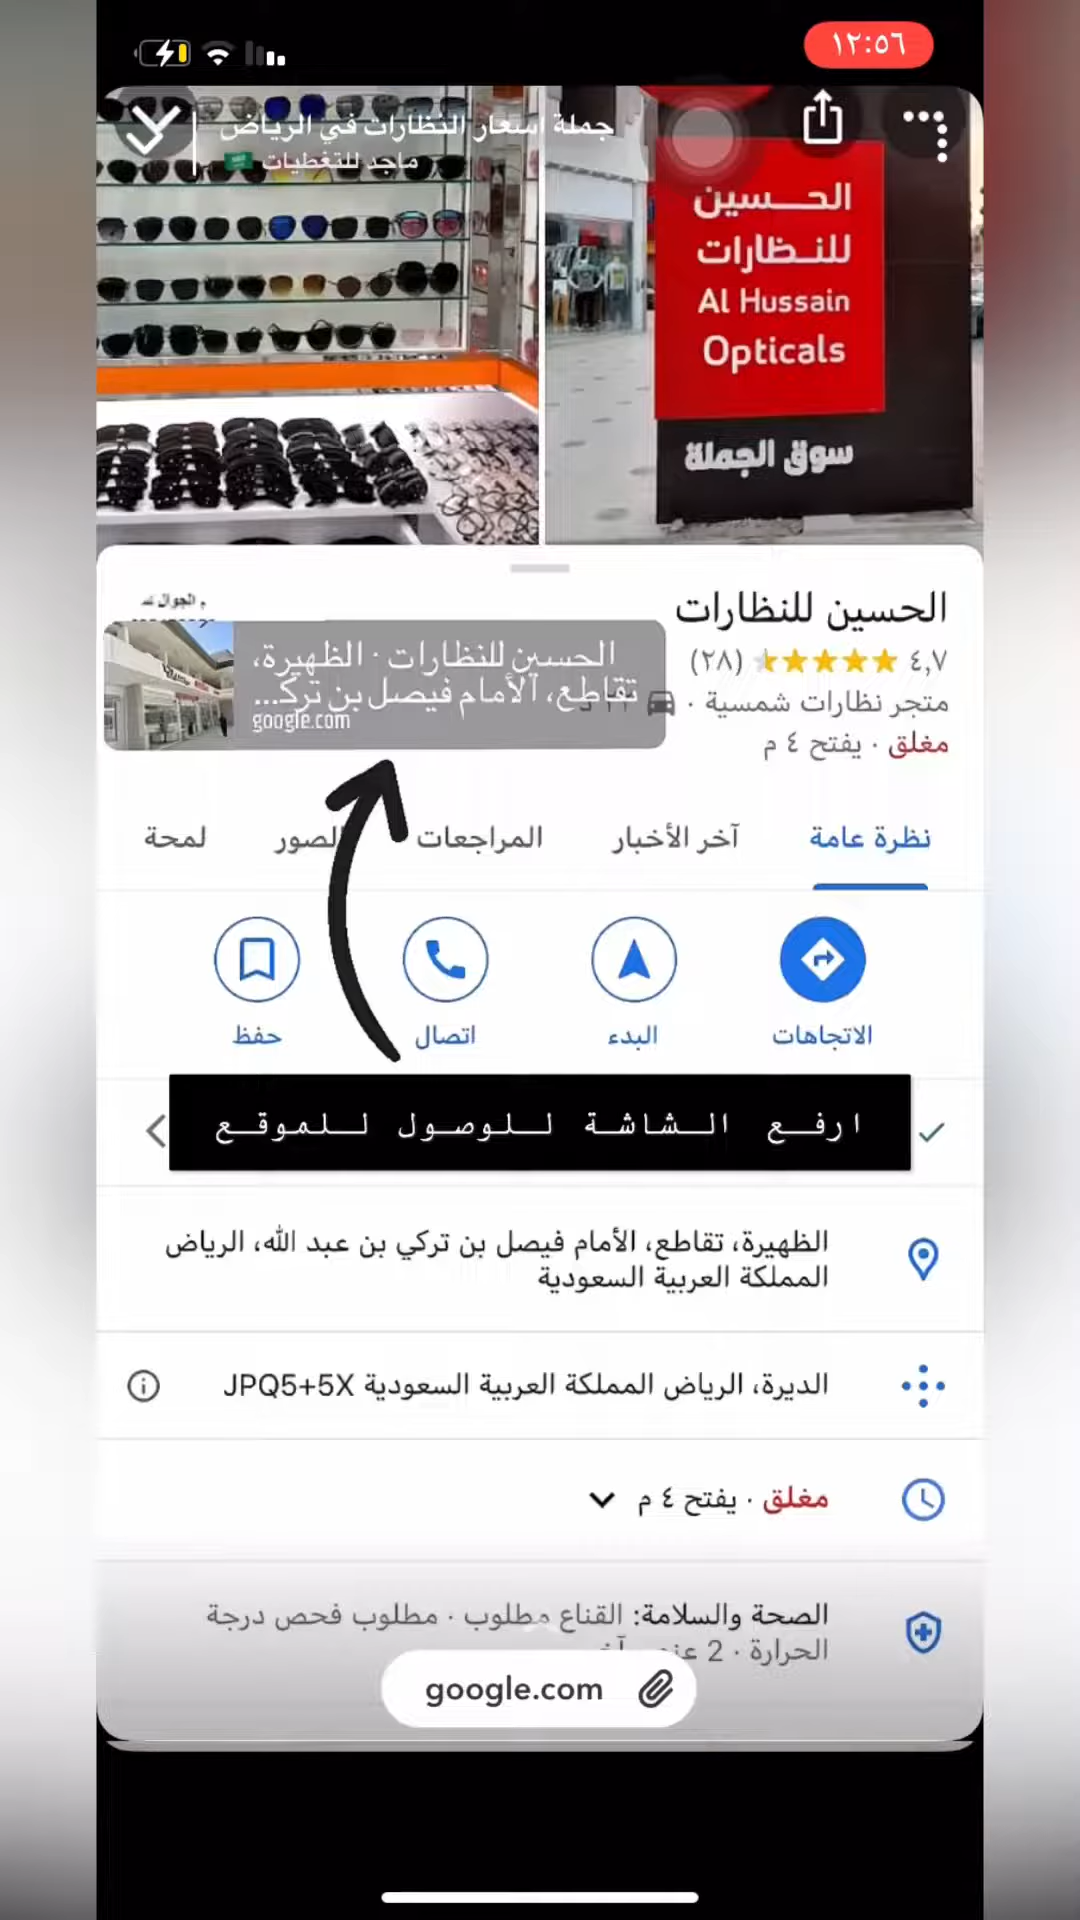 ١٢:٥٦
جملة اسعار النظارات في الرياض
ماجد للتغطيات
الحسين
للنظارات
Al Hussain
Opticals
سوق الجملة
الحسين للنظارات
٤,٧ (٢٨)
متجر نظارات شمسية ·
مغلق · يفتح ٤ م
الحسين للنظارات · الظهيرة،
تقاطع، الأمام فيصل بن تركـ...
google.com
نظرة عامة
آخر الأخبار
المراجعات
الصور
لمحة
الاتجاهات
البدء
اتصال
حفظ
ارفع الشاشة للوصول للموقع
الظهيرة، تقاطع، الأمام فيصل بن تركي بن عبد الله، الرياض
المملكة العربية السعودية
JPQ5+5X الديرة، الرياض المملكة العربية السعودية
مغلق · يفتح ٤ م
الصحة والسلامة: القناع مطلوب · مطلوب فحص درجة
الحرارة · 2
google.com